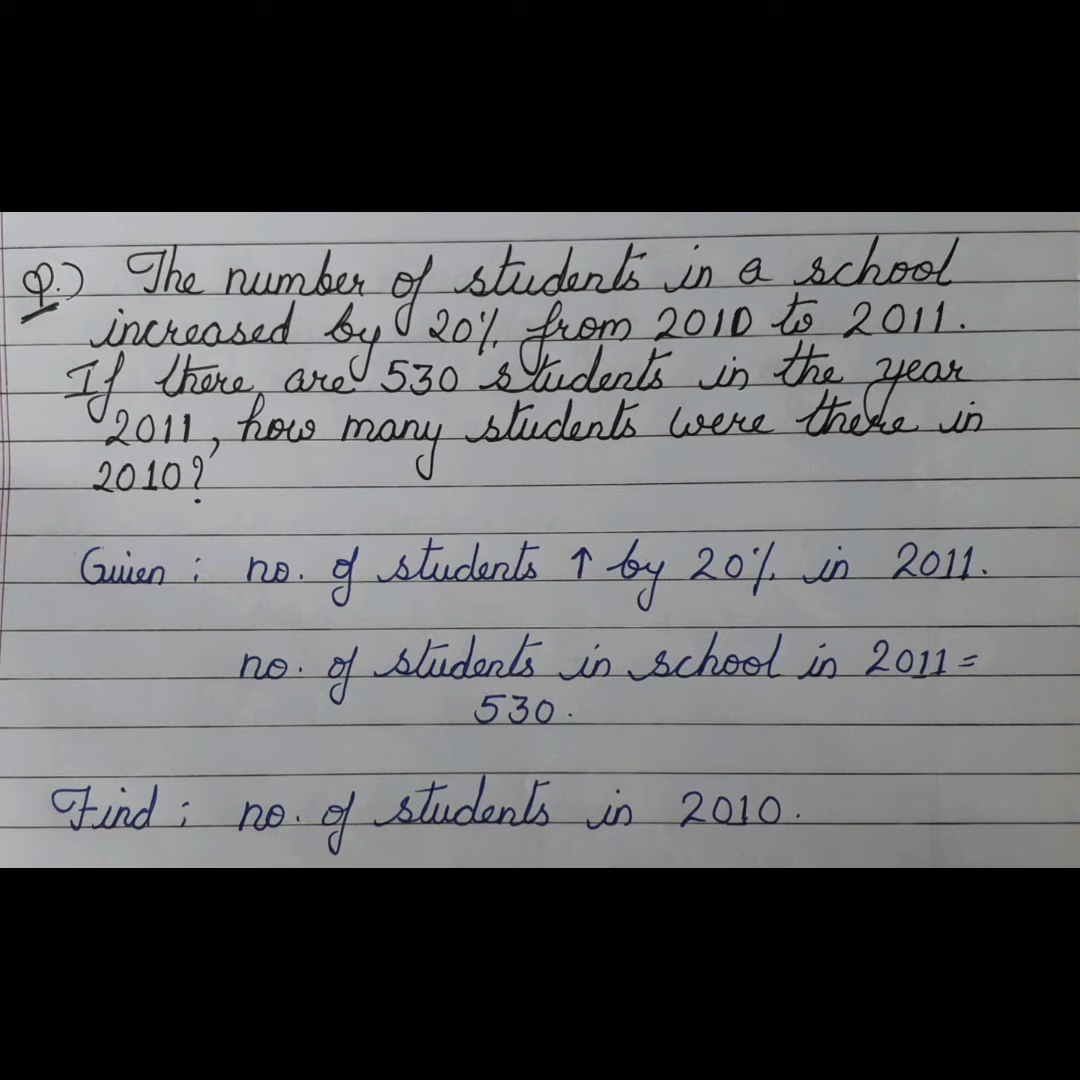 Q.) The number of students in a school
increased by 20% from 2010 to 2011.
If there are 530 students in the year
2011, how many students were there in
2010?
Given : no. of students ↑ by 20% in 2011.
no. of students in school in 2011 =
530.
Find : no. of students in 2010.